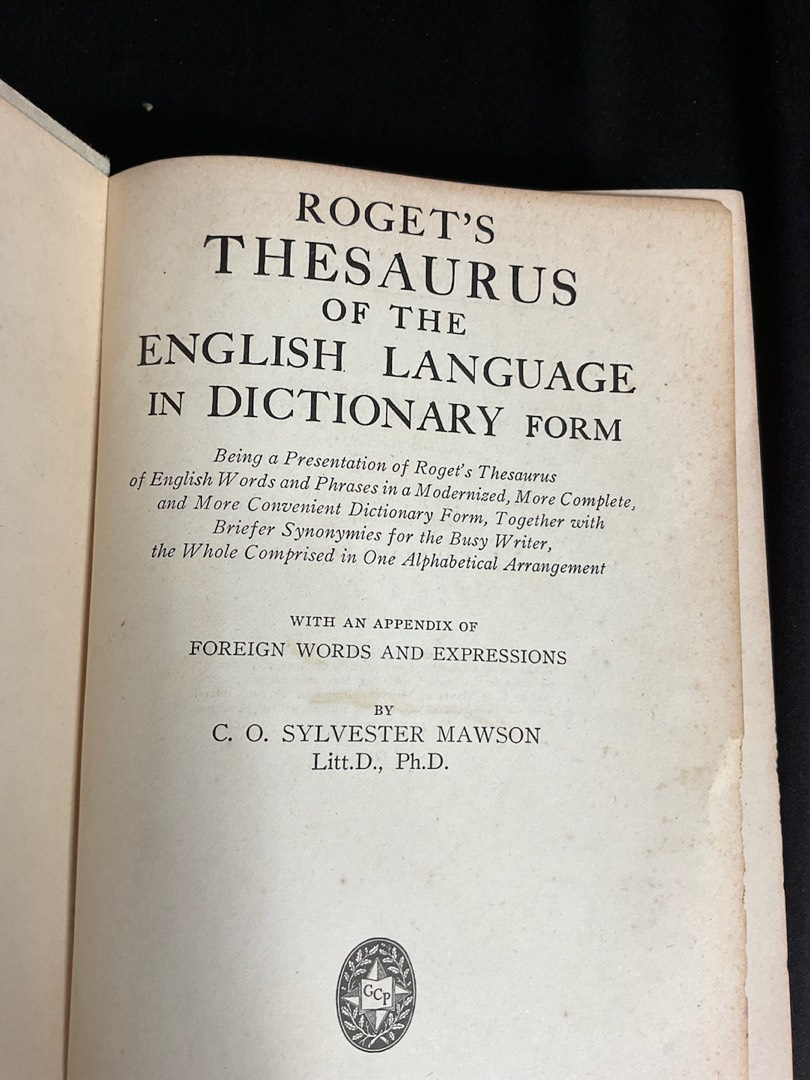 ROGET'S
THESAURUS
OF THE
ENGLISH LANGUAGE
IN DICTIONARY FORM
Being a Presentation of Roget's Thesaurus
of English Words and Phrases in a Modernized, More Complete,
and More Convenient Dictionary Form, Together with
Briefer Synonymies for the Busy Writer,
the Whole Comprised in One Alphabetical Arrangement
WITH AN APPENDIX OF
FOREIGN WORDS AND EXPRESSIONS
BY
C. O. SYLVESTER MAWSON
Litt.D., Ph.D.
GCP